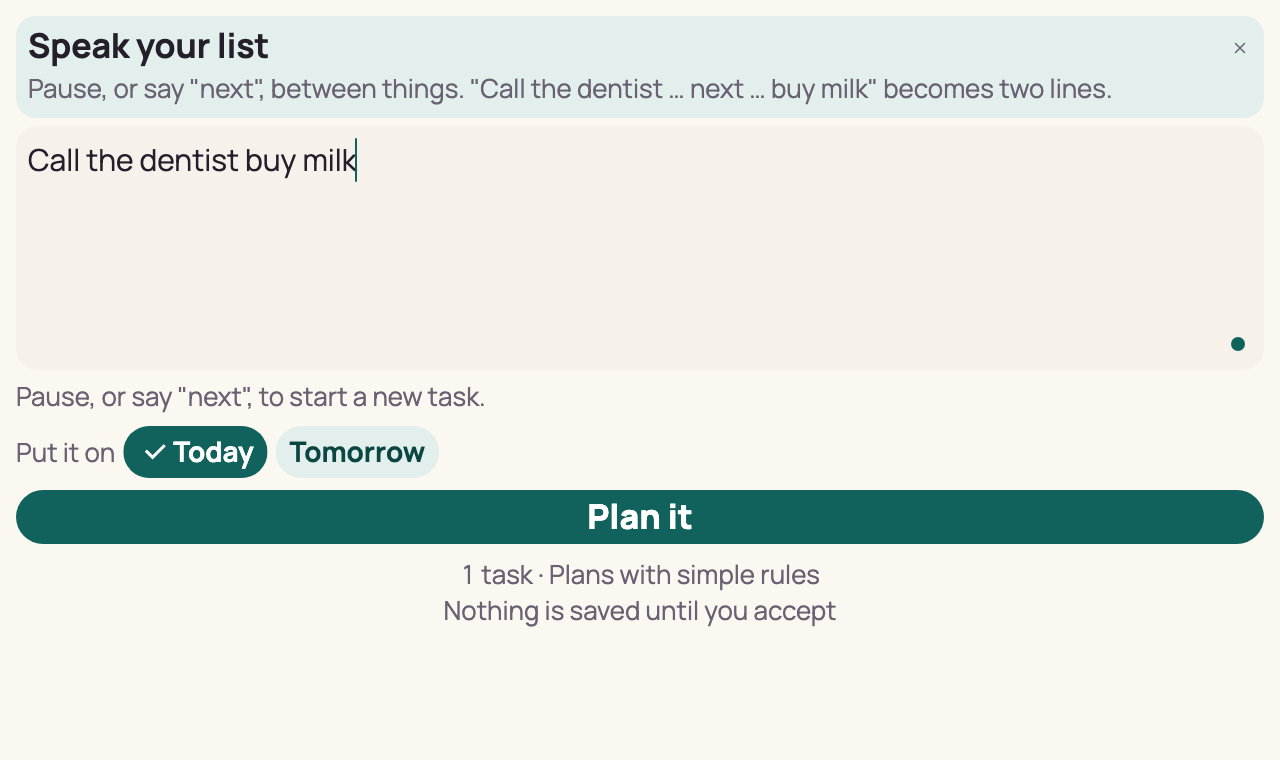 Speak your list
×
Pause, or say "next", between things. "Call the dentist … next … buy milk" becomes two lines.
Call the dentist buy milk
Pause, or say "next", to start a new task.
Put it on ✓ Today Tomorrow
Plan it
1 task · Plans with simple rules
Nothing is saved until you accept